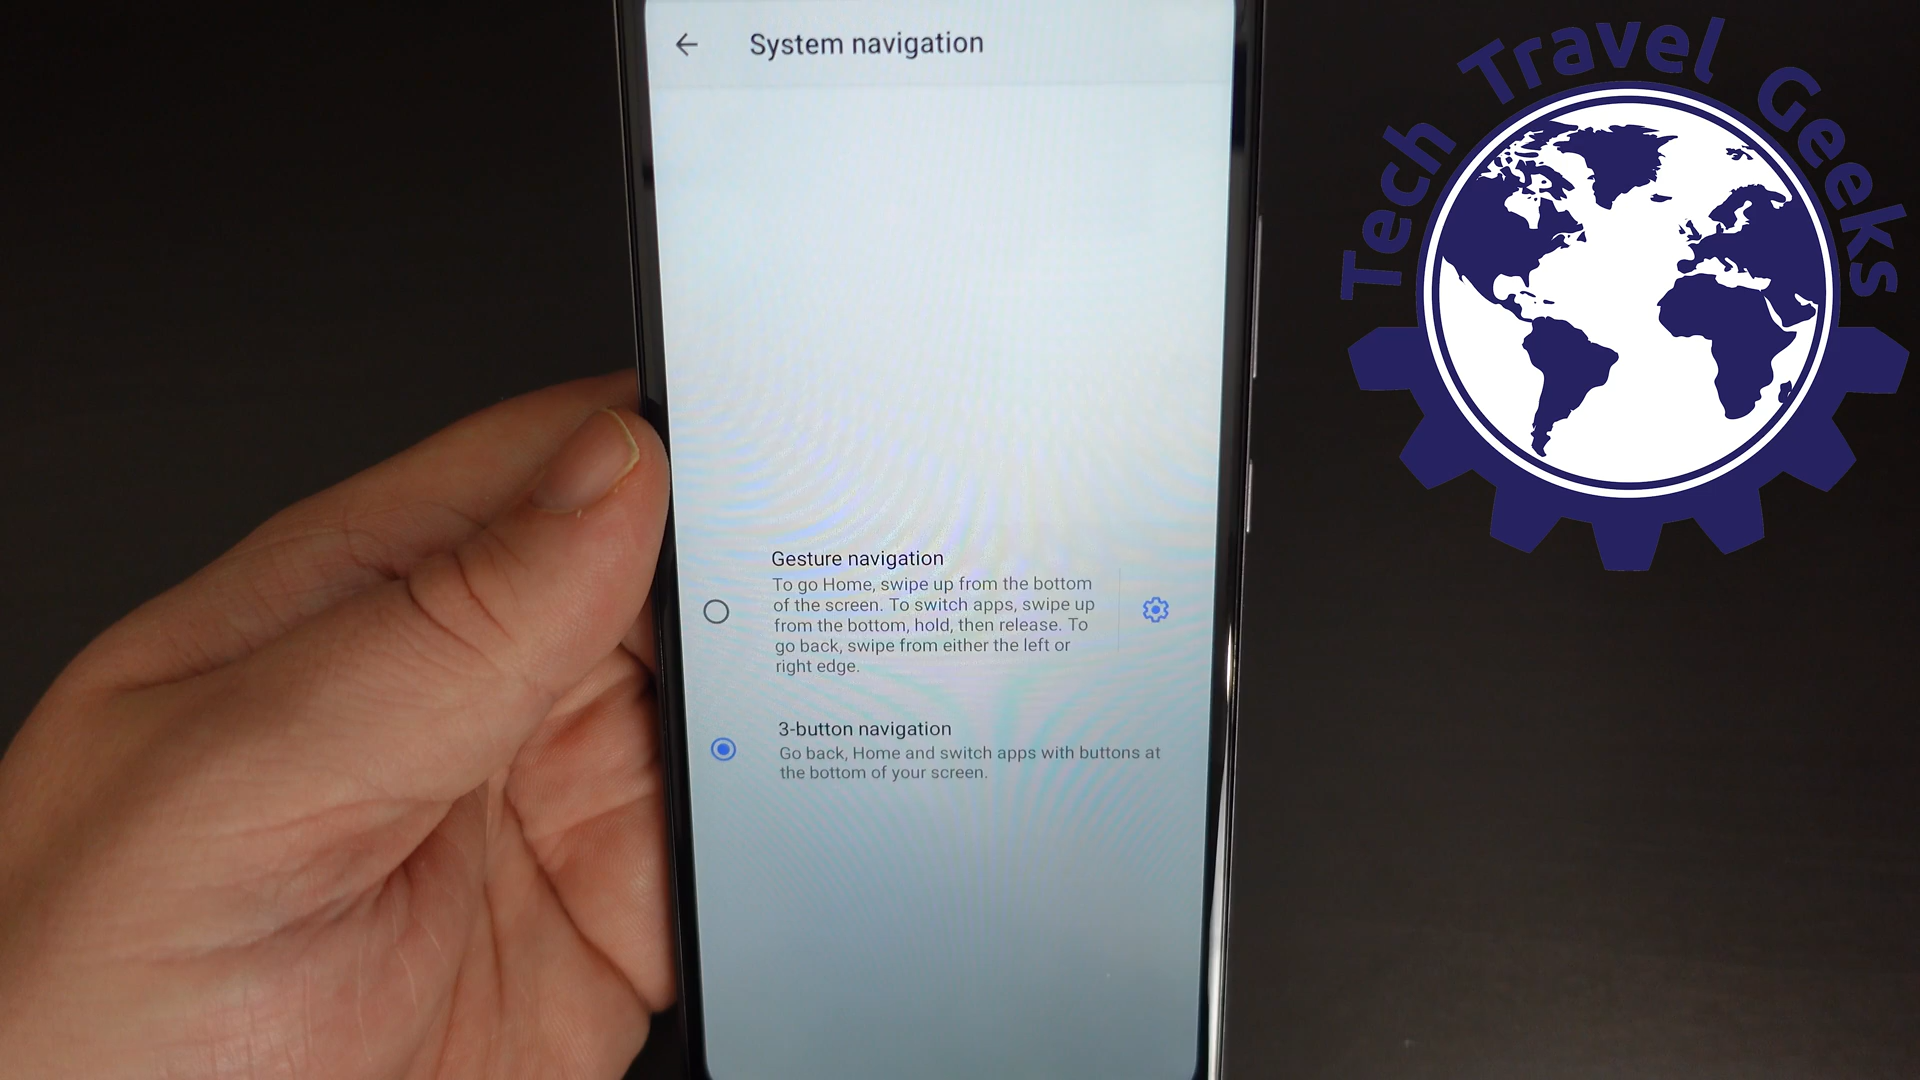 System navigation
Tech Travel Geeks
Gesture navigation
To go Home, swipe up from the bottom
of the screen. To switch apps, swipe up
from the bottom, hold, then release. To
go back, swipe from either the left or
right edge.
3-button navigation
Go back, Home and switch apps with buttons at
the bottom of your screen.